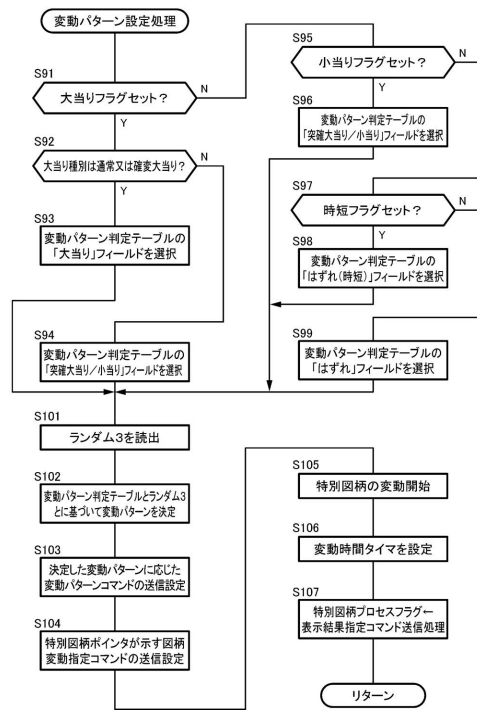 変動パターン設定処理
S91
大当りフラグセット？
N
Y
S92
大当り種別は通常又は確変大当り？
N
Y
S93
変動パターン判定テーブルの
「大当り」フィールドを選択
S94
変動パターン判定テーブルの
「突確大当り／小当り」フィールドを選択
S95
小当りフラグセット？
N
Y
S96
変動パターン判定テーブルの
「突確大当り／小当り」フィールドを選択
S97
時短フラグセット？
N
Y
S98
変動パターン判定テーブルの
「はずれ（時短）」フィールドを選択
S99
変動パターン判定テーブルの
「はずれ」フィールドを選択
S101
ランダム3を読出
S102
変動パターン判定テーブルとランダム3
とに基づいて変動パターンを決定
S103
決定した変動パターンに応じた
変動パターンコマンドの送信設定
S104
特別図柄ポインタが示す図柄
変動指定コマンドの送信設定
S105
特別図柄の変動開始
S106
変動時間タイマを設定
S107
特別図柄プロセスフラグ←
表示結果指定コマンド送信処理
リターン